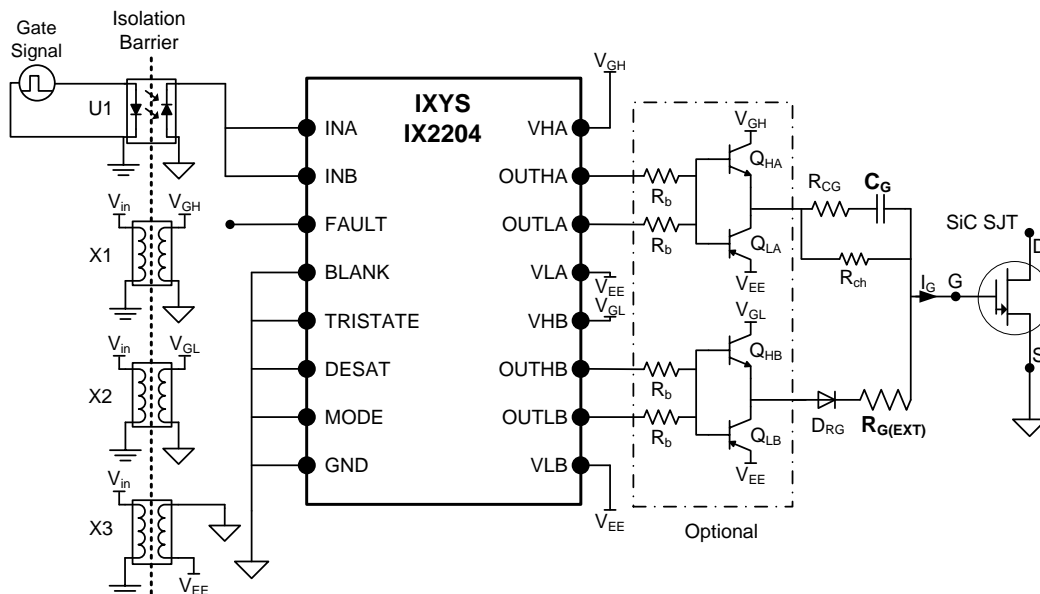 Gate
Signal
Isolation
Barrier
U1
V_in
V_GH
X1
V_in
V_GL
X2
V_in
X3
V_EE
IXYS
IX2204
INA
INB
FAULT
BLANK
TRISTATE
DESAT
MODE
GND
VHA
OUTHA
OUTLA
VLA
VHB
OUTHB
OUTLB
VLB
V_GH
V_EE
V_GL
V_EE
R_b
R_b
R_b
R_b
V_GH
Q_HA
Q_LA
V_EE
V_GL
Q_HB
Q_LB
V_EE
Optional
R_CG
C_G
R_ch
D_RG
R_G(EXT)
SiC SJT
D
I_G
G
S